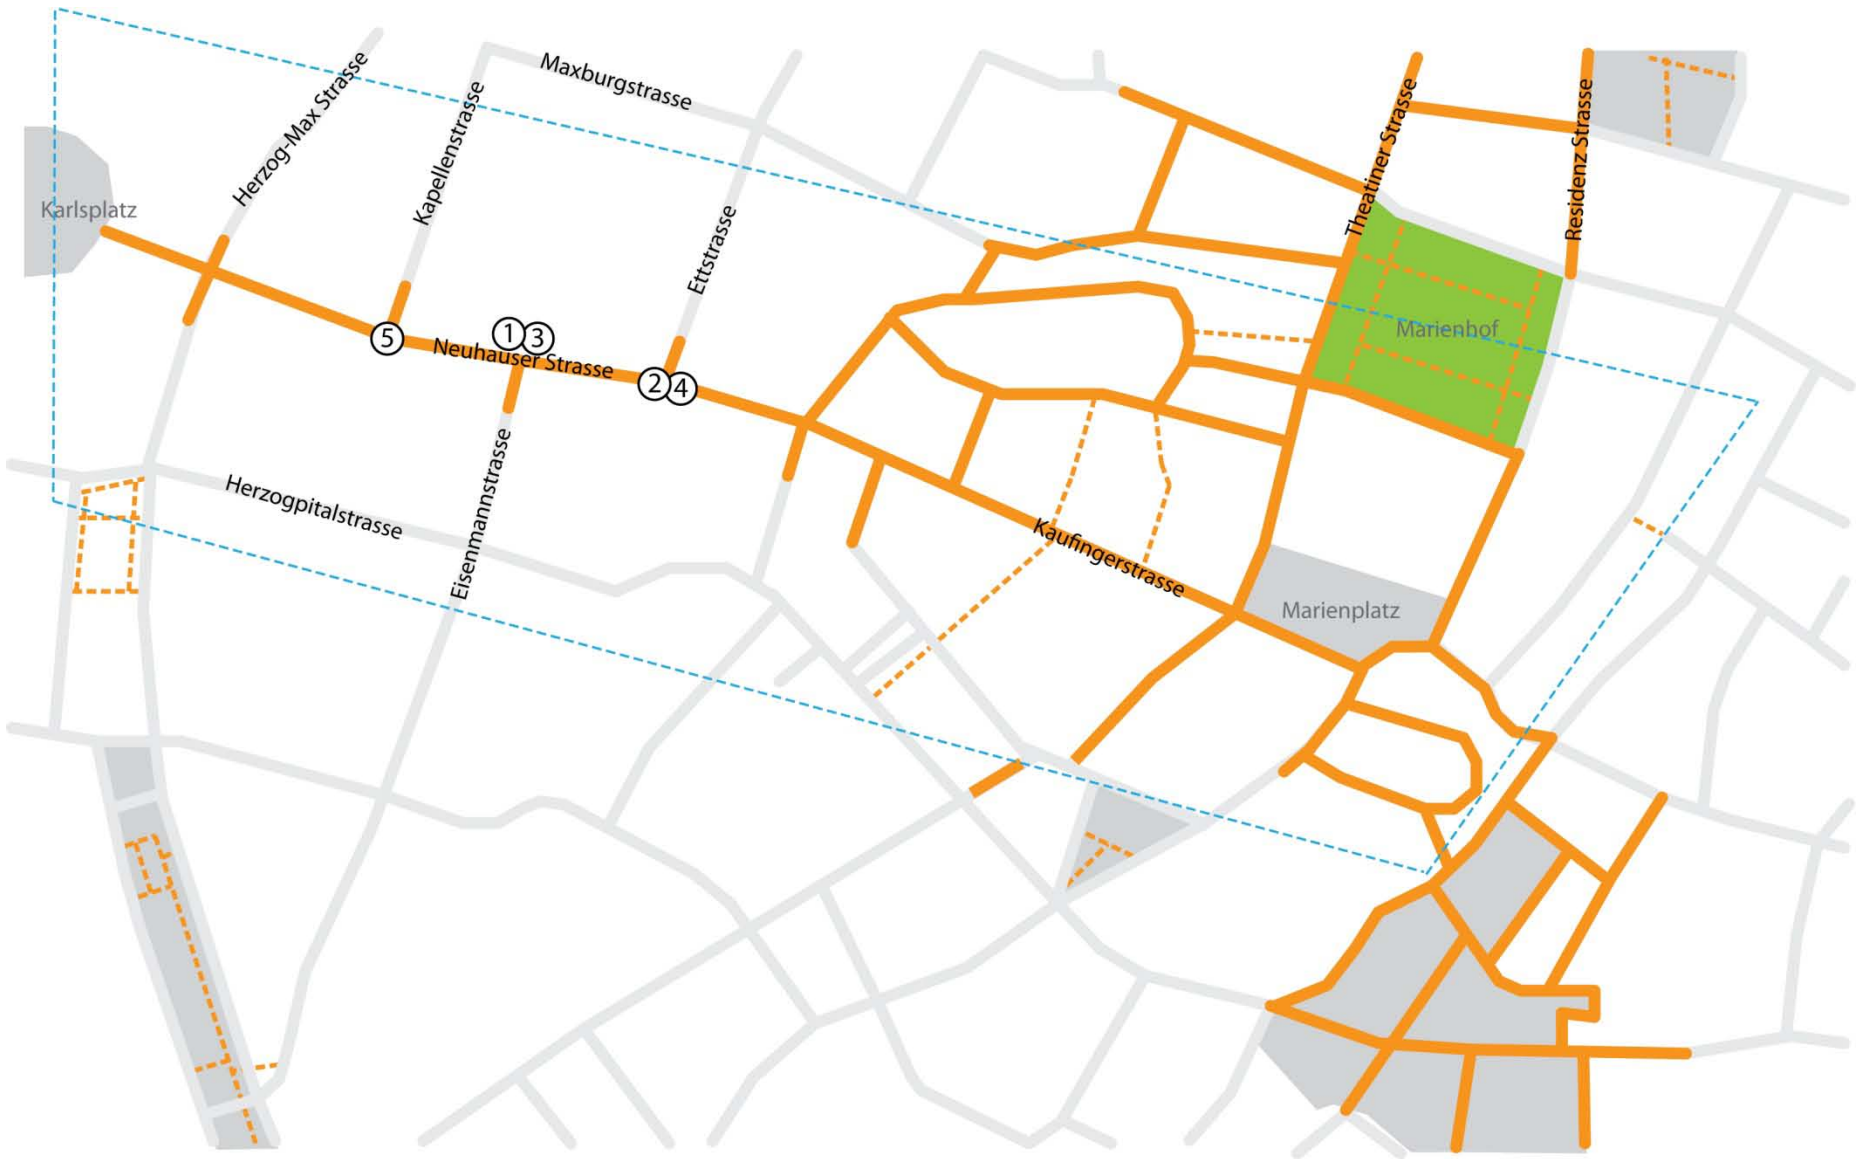 Maxburgstrasse
Herzog-Max Strasse
Kapellenstrasse
Theatiner Strasse
Residenz Strasse
Karlsplatz
Ettstrasse
Marienhof
1
3
5
Neuhauser Strasse
2
4
Herzogpitalstrasse
Eisenmannstrasse
Kaufingerstrasse
Marienplatz